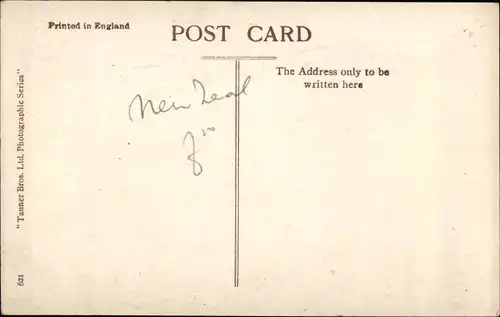 Printed in England
POST CARD
The Address only to be
written here
New Zeal
"Tanner Bros. Ltd. Photographic Series"
621